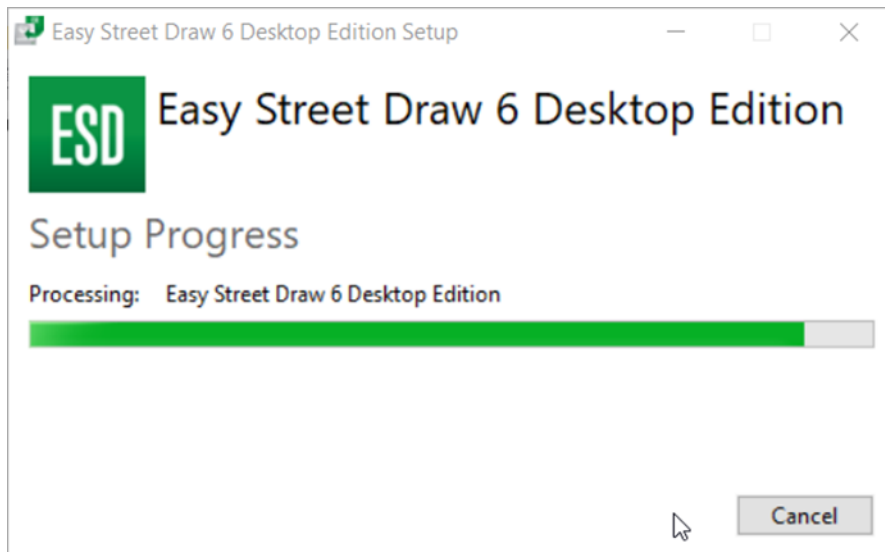 Easy Street Draw 6 Desktop Edition Setup
ESD
Easy Street Draw 6 Desktop Edition
Setup Progress
Processing: Easy Street Draw 6 Desktop Edition
Cancel